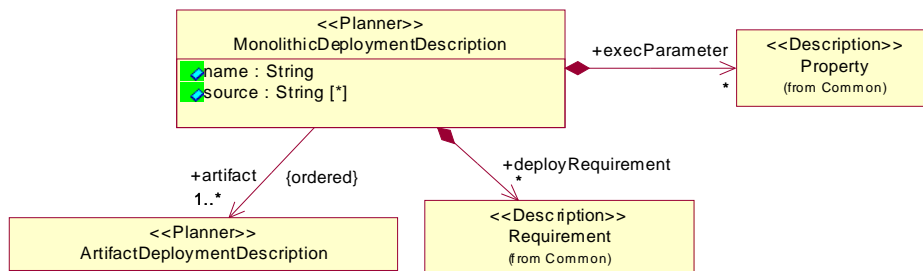 <<Planner>>
MonolithicDeploymentDescription
name : String
source : String [*]
+execParameter
*
<<Description>>
Property
(from Common)
+artifact
1..*
{ordered}
+deployRequirement
*
<<Planner>>
ArtifactDeploymentDescription
<<Description>>
Requirement
(from Common)